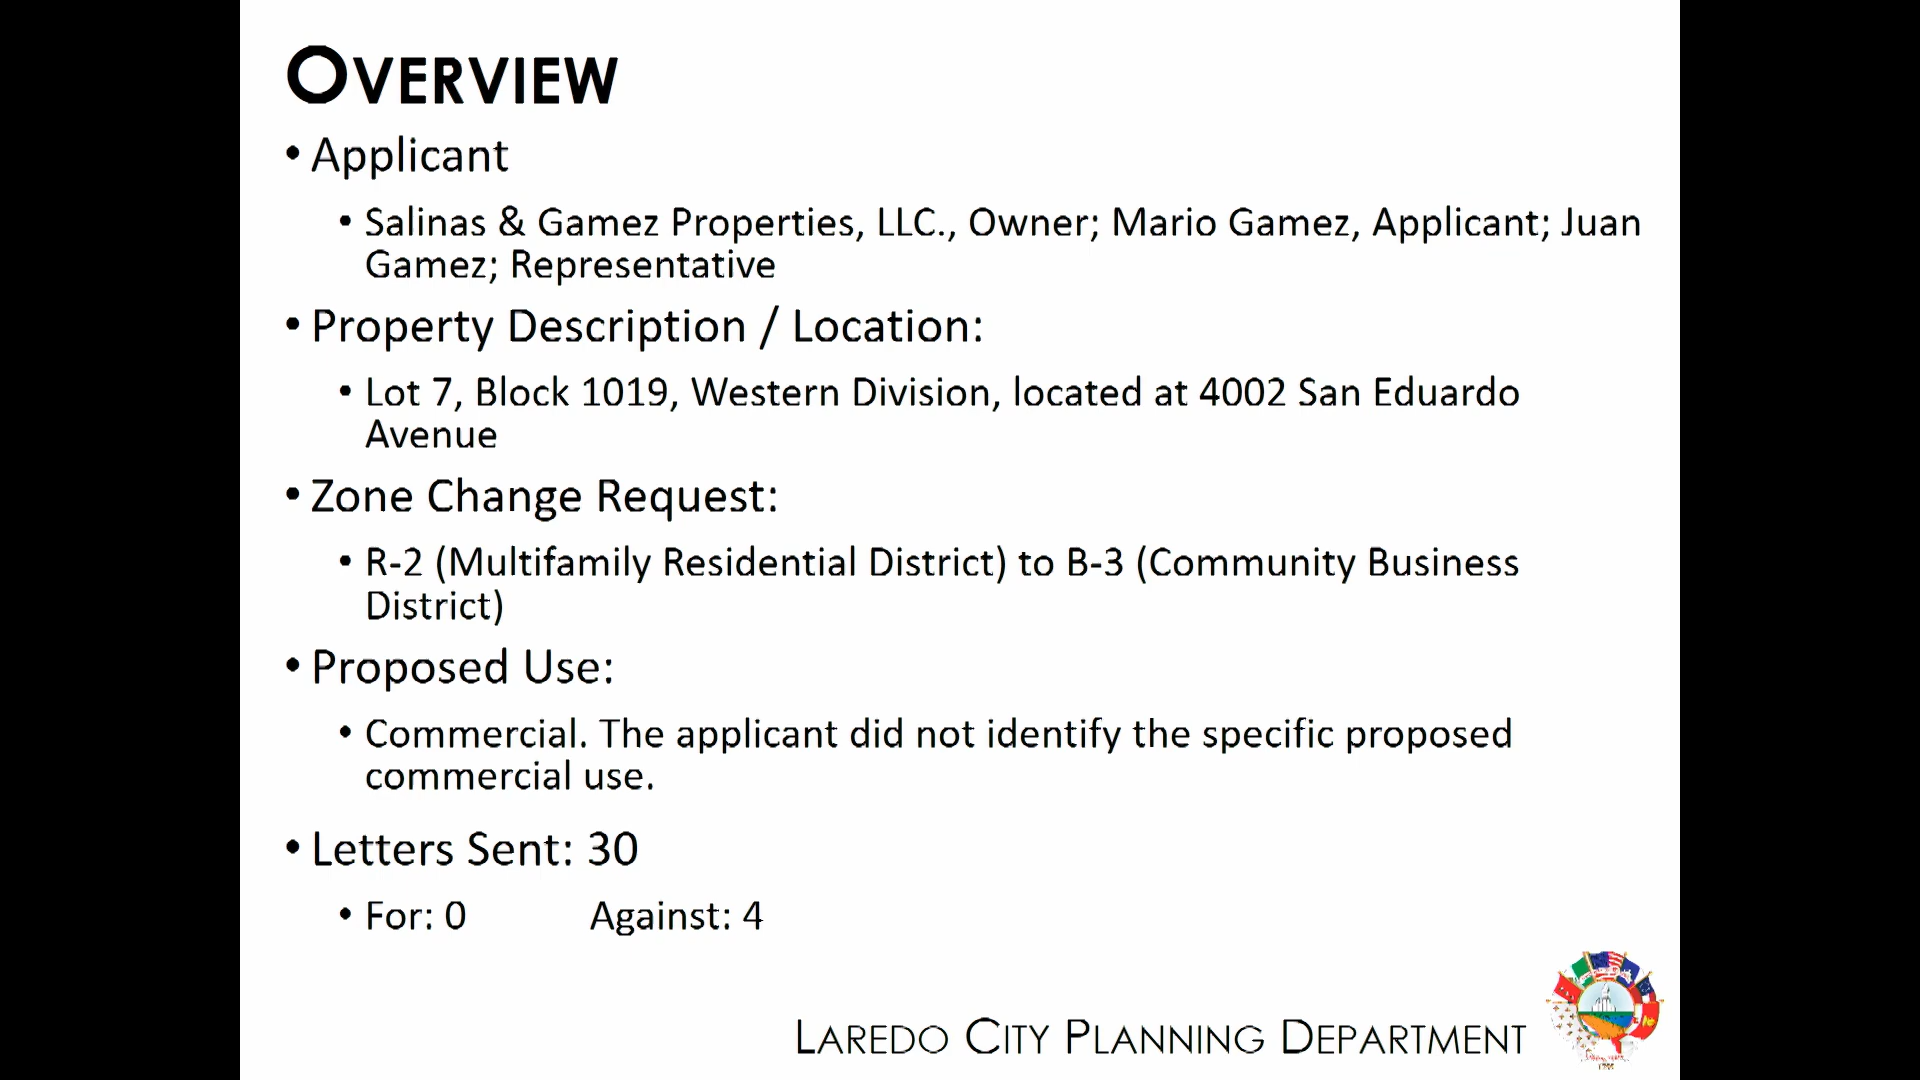 OVERVIEW
• Applicant
• Salinas & Gamez Properties, LLC., Owner; Mario Gamez, Applicant; Juan
Gamez; Representative
• Property Description / Location:
• Lot 7, Block 1019, Western Division, located at 4002 San Eduardo
Avenue
• Zone Change Request:
• R-2 (Multifamily Residential District) to B-3 (Community Business
District)
• Proposed Use:
• Commercial. The applicant did not identify the specific proposed
commercial use.
• Letters Sent: 30
• For: 0 Against: 4
LAREDO CITY PLANNING DEPARTMENT